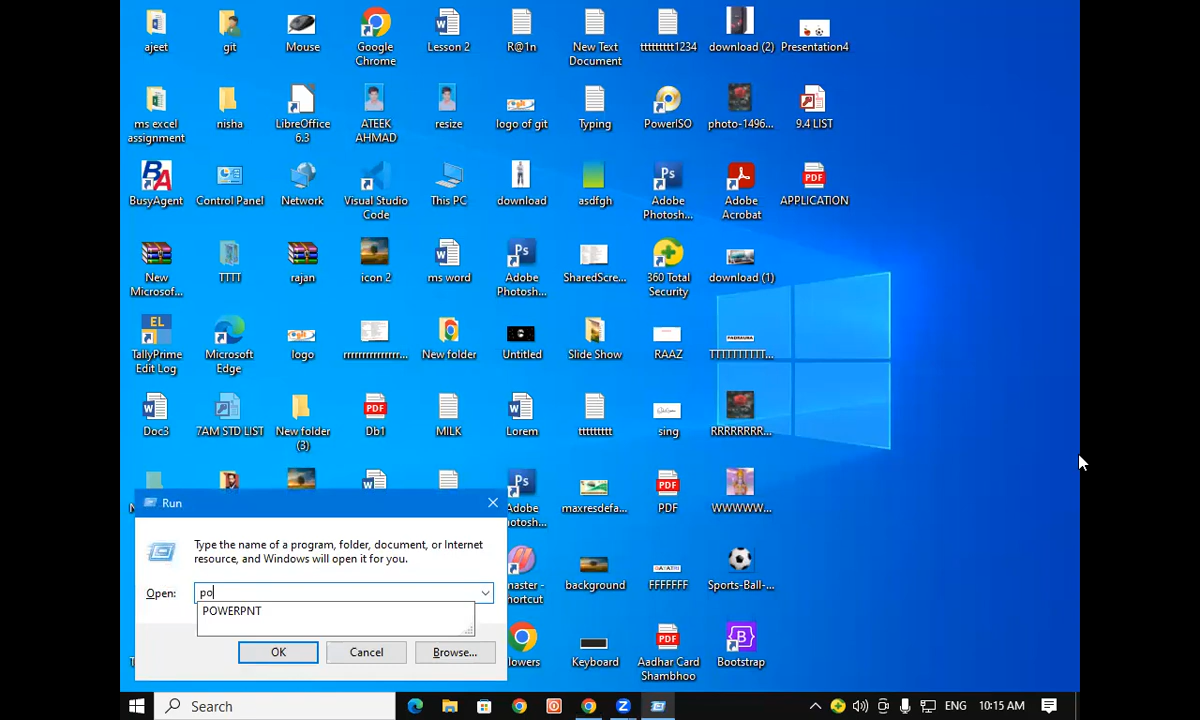 ajeet
git
Mouse
Google
Chrome
Lesson 2
R@1n
New Text
Document
ttttttttt1234
download (2)
Presentation4
ms excel
assignment
nisha
LibreOffice
6.3
ATEEK
AHMAD
resize
logo of git
Typing
PowerISO
photo-1496...
9.4 LIST
BusyAgent
Control Panel
Network
Visual Studio
Code
This PC
download
asdfgh
Adobe
Photosh...
Adobe
Acrobat
APPLICATION
New
Microsof...
TTTT
rajan
icon 2
ms word
Adobe
Photosh...
SharedScre...
360 Total
Security
download (1)
TallyPrime
Edit Log
Microsoft
Edge
logo
rrrrrrrrrrrrrr...
New folder
Untitled
Slide Show
RAAZ
TTTTTTTTTT...
Doc3
7AM STD LIST
New folder
(3)
Db1
MILK
Lorem
ttttttttt
sing
RRRRRRRR...
Adobe
otosh...
maxresdefa...
PDF
WWWWW...
master -
ortcut
background
FFFFFFF
Sports-Ball-...
lowers
Keyboard
Aadhar Card
Shambhoo
Bootstrap
Run
Type the name of a program, folder, document, or Internet
resource, and Windows will open it for you.
Open: po
POWERPNT
OK Cancel Browse...
Search
ENG 10:15 AM